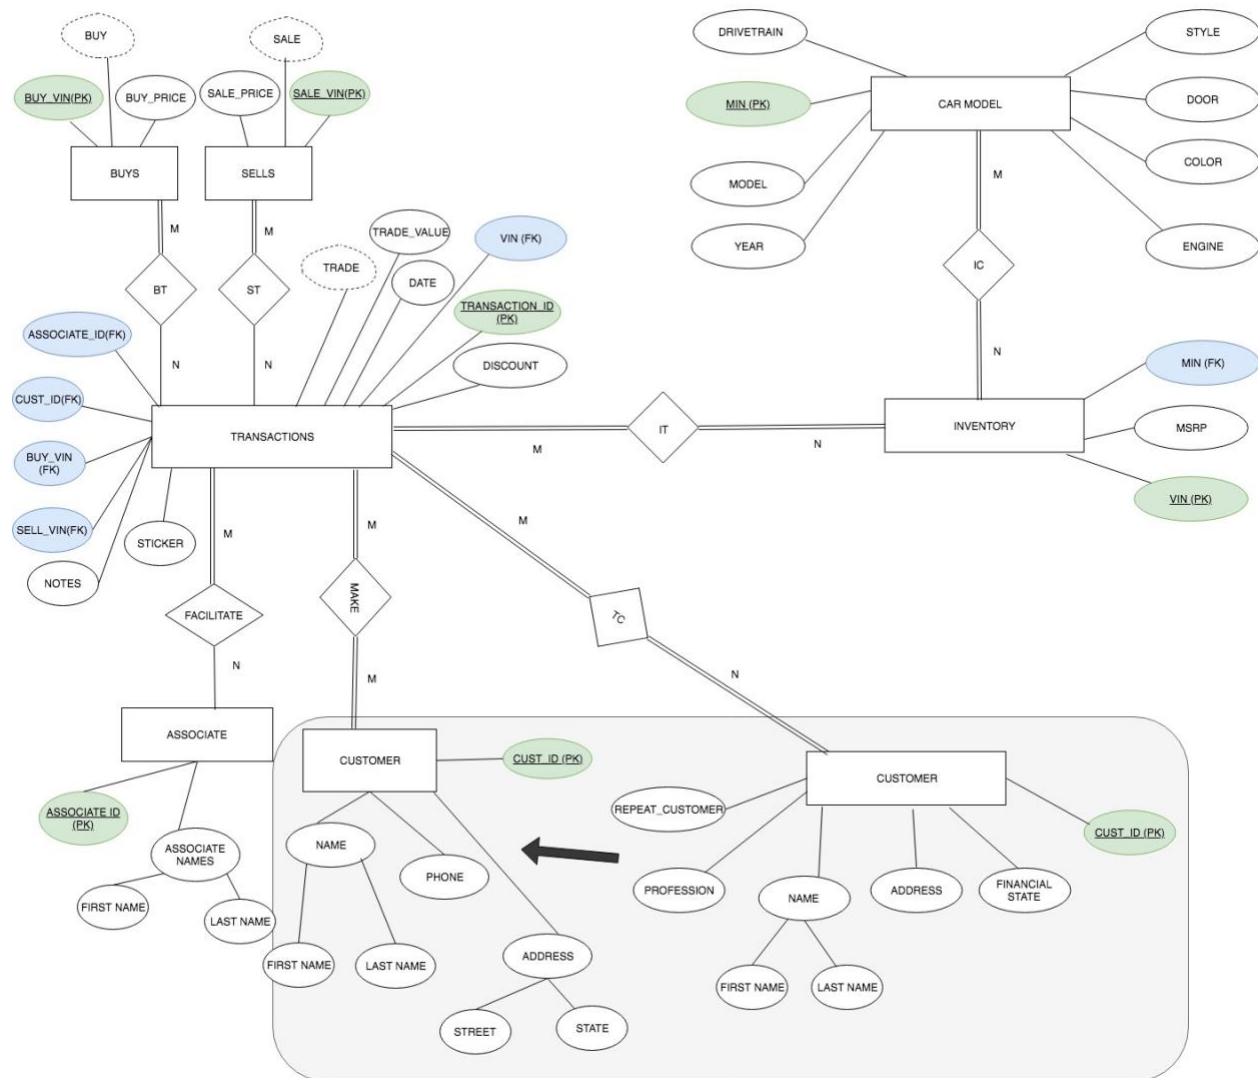 BUY
SALE
BUY_VIN(PK)
BUY_PRICE
SALE_PRICE
SALE_VIN(PK)
BUYS
SELLS
M
M
BT
ST
N
N
TRADE
TRADE_VALUE
DATE
VIN (FK)
TRANSACTION_ID
(PK)
DISCOUNT
ASSOCIATE_ID(FK)
CUST_ID(FK)
BUY_VIN
(FK)
SELL_VIN(FK)
NOTES
STICKER
TRANSACTIONS
DRIVETRAIN
MIN (PK)
MODEL
YEAR
CAR MODEL
STYLE
DOOR
COLOR
ENGINE
M
IC
N
INVENTORY
MIN (FK)
MSRP
VIN (PK)
M
IT
N
M
FACILITATE
N
M
MAKE
M
M
TC
N
ASSOCIATE
ASSOCIATE ID
(PK)
ASSOCIATE
NAMES
FIRST NAME
LAST NAME
CUSTOMER
CUST_ID (PK)
NAME
PHONE
FIRST NAME
LAST NAME
ADDRESS
STREET
STATE
CUSTOMER
REPEAT_CUSTOMER
CUST_ID (PK)
PROFESSION
NAME
ADDRESS
FINANCIAL
STATE
FIRST NAME
LAST NAME